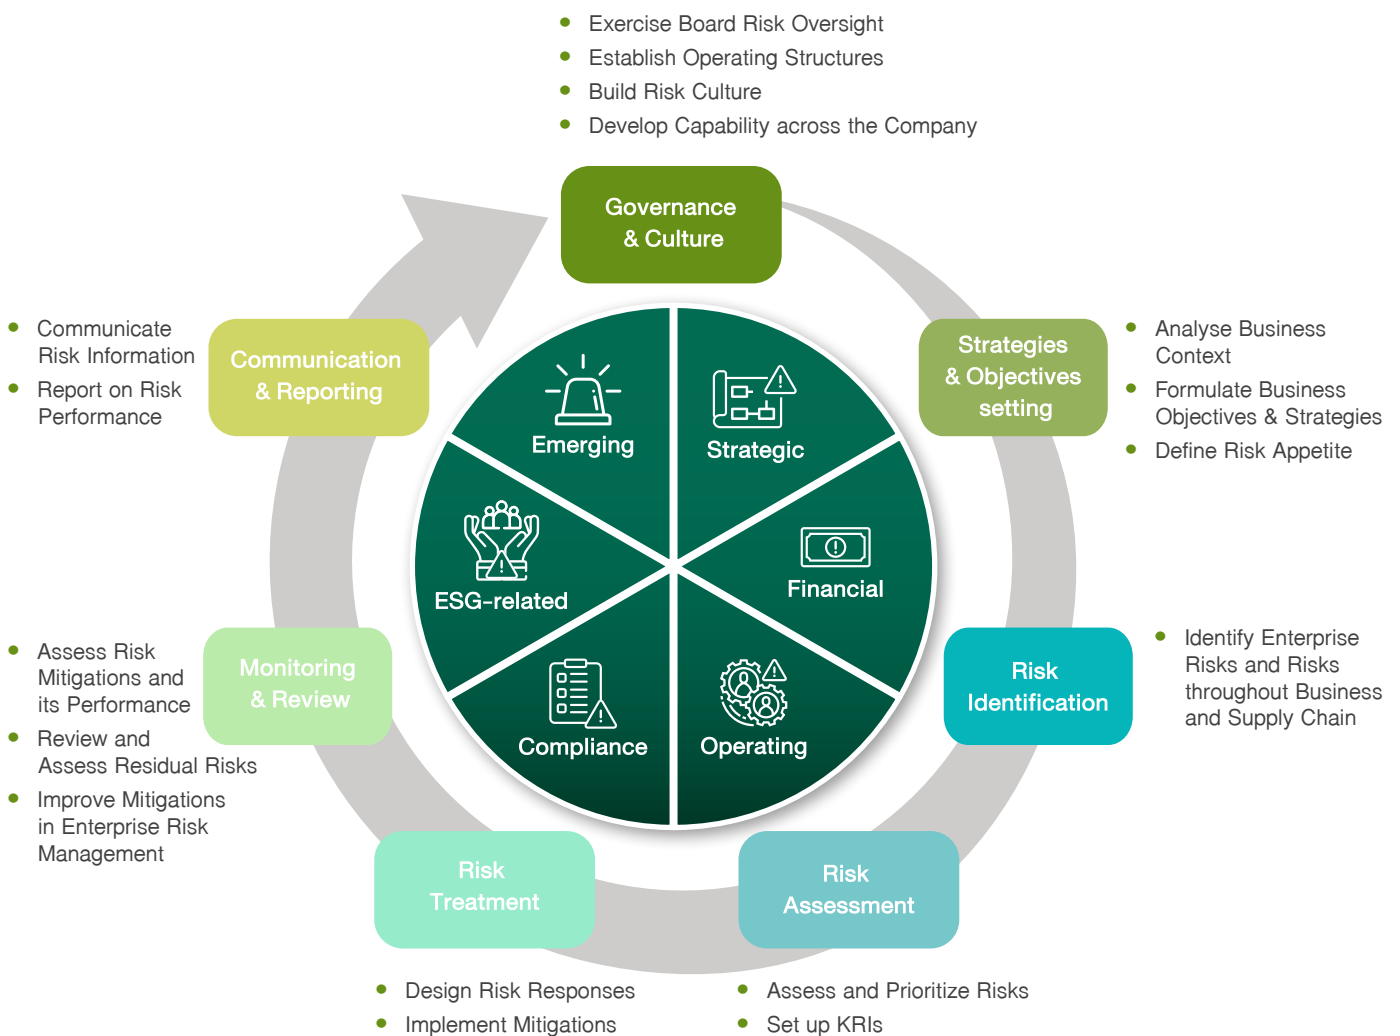 • Exercise Board Risk Oversight
• Establish Operating Structures
• Build Risk Culture
• Develop Capability across the Company
Governance
& Culture
Strategies
& Objectives
setting
• Analyse Business
Context
• Formulate Business
Objectives & Strategies
• Define Risk Appetite
Risk
Identification
• Identify Enterprise
Risks and Risks
throughout Business
and Supply Chain
Risk
Assessment
• Assess and Prioritize Risks
• Set up KRIs
Risk
Treatment
• Design Risk Responses
• Implement Mitigations
Monitoring
& Review
• Assess Risk
Mitigations and
its Performance
• Review and
Assess Residual Risks
• Improve Mitigations
in Enterprise Risk
Management
Communication
& Reporting
• Communicate
Risk Information
• Report on Risk
Performance
Emerging
Strategic
Financial
Operating
Compliance
ESG-related